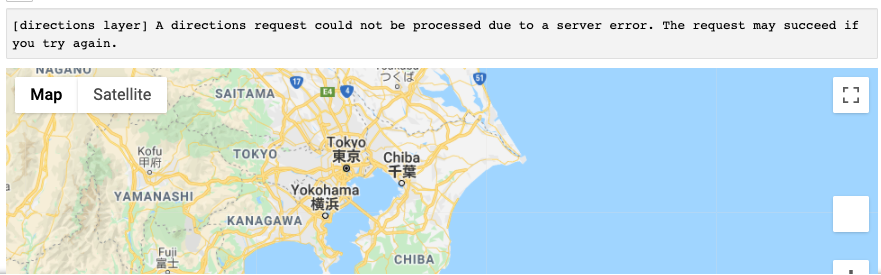 [directions layer] A directions request could not be processed due to a server error. The request may succeed if
you try again.
NAGANO
つくば
17
51
Map
Satellite
SAITAMA
E4
4
Kofu
甲府
TOKYO
Tokyo
東京
Chiba
千葉
YAMANASHI
Yokohama
横浜
KANAGAWA
Fuji
富士
CHIBA